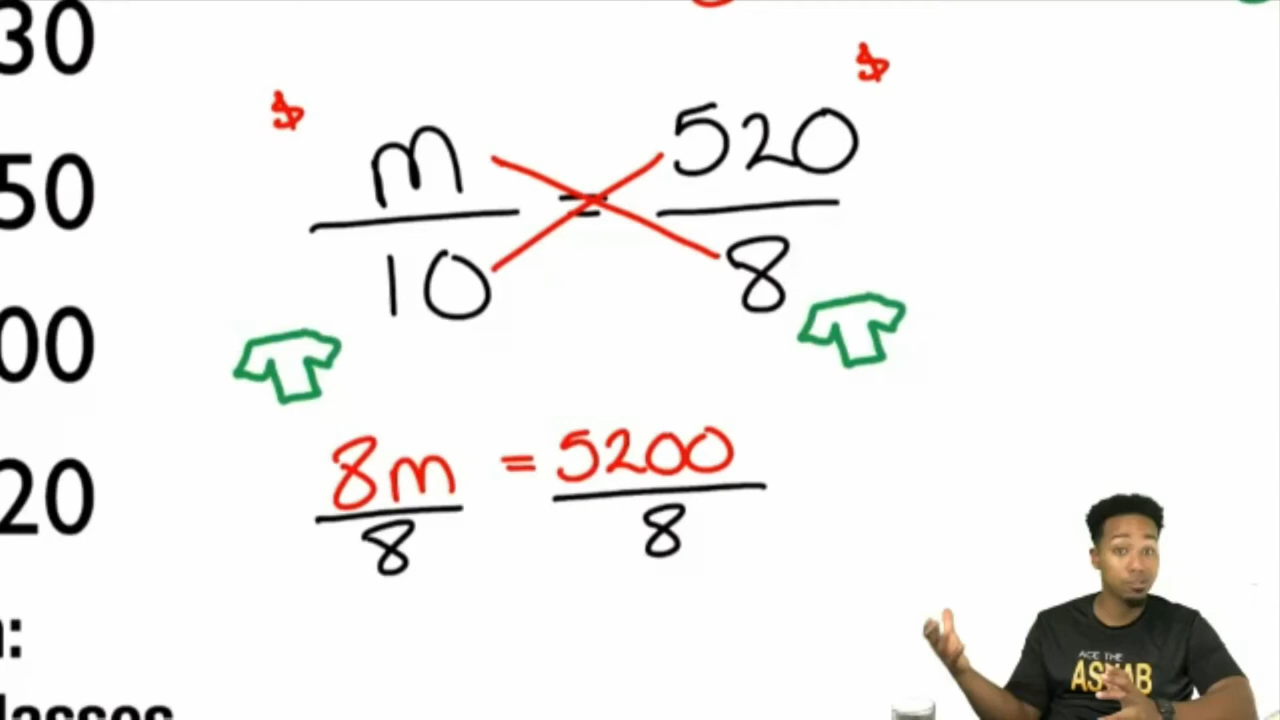 30
50
00
20
$
$
m = 520
10 8
8m = 5200
8 8
ACE THE
ASVAB